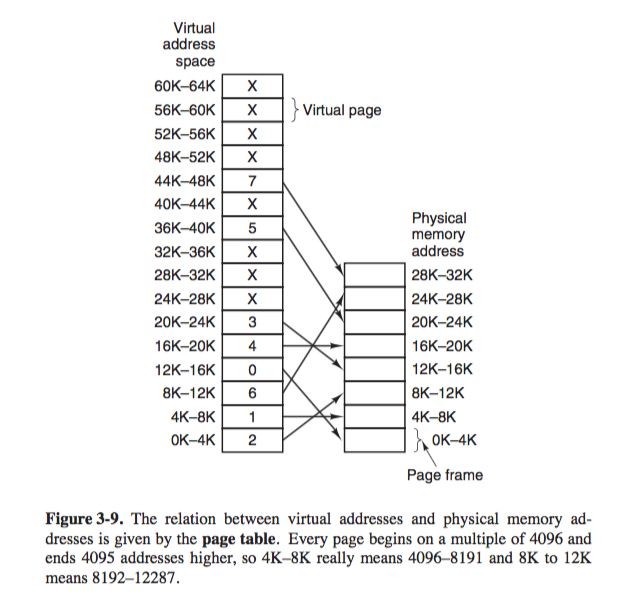 Virtual
address
space
60K–64K X
56K–60K X } Virtual page
52K–56K X
48K–52K X
44K–48K 7
40K–44K X
36K–40K 5
32K–36K X
28K–32K X
24K–28K X
20K–24K 3
16K–20K 4
12K–16K 0
8K–12K 6
4K–8K 1
0K–4K 2
Physical
memory
address
28K–32K
24K–28K
20K–24K
16K–20K
12K–16K
8K–12K
4K–8K
} 0K–4K
Page frame
Figure 3-9. The relation between virtual addresses and physical memory ad-
dresses is given by the page table. Every page begins on a multiple of 4096 and
ends 4095 addresses higher, so 4K–8K really means 4096–8191 and 8K to 12K
means 8192–12287.